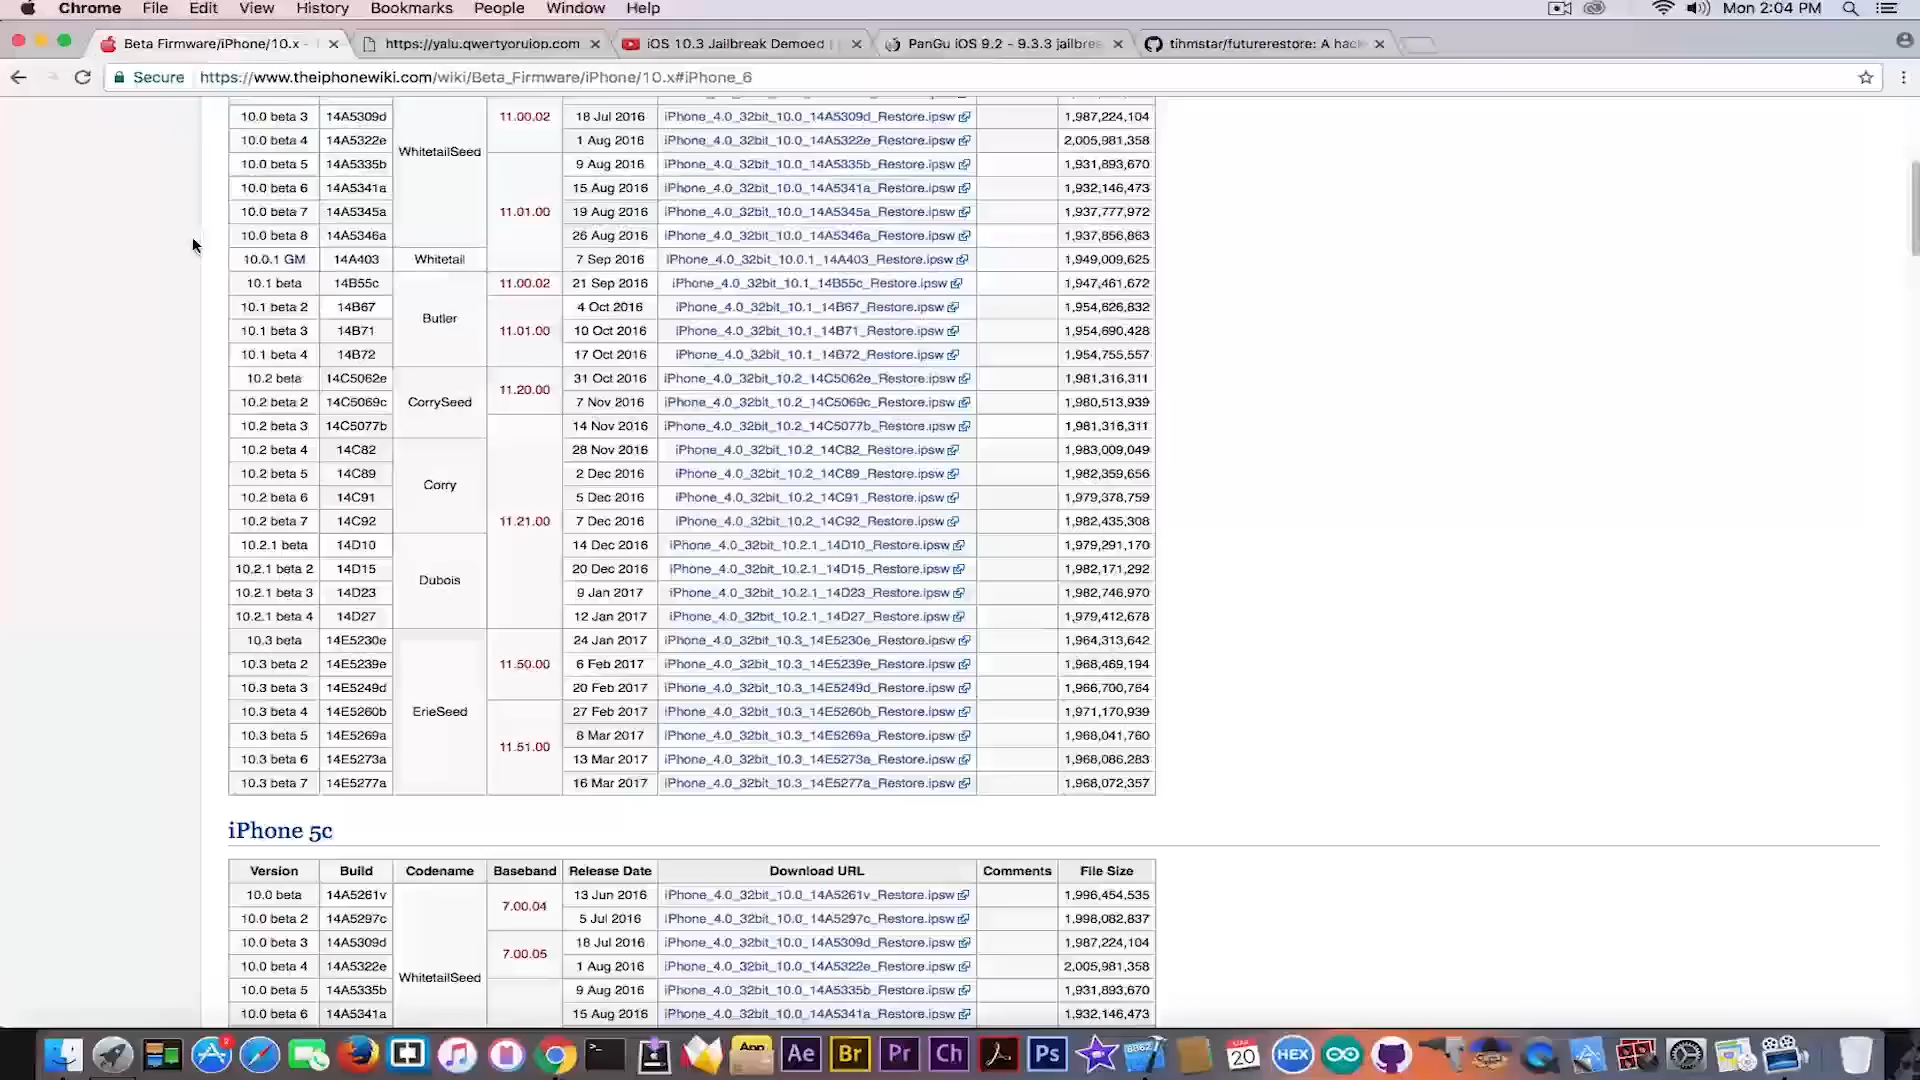 Chrome File Edit View History Bookmarks People Window Help Mon 2:04 PM
Beta Firmware/iPhone/10.x - https://yalu.qwertyoruiop.com iOS 10.3 Jailbreak Demoed PanGu iOS 9.2 - 9.3.3 jailbre tihmstar/futurerestore: A hac
Secure https://www.theiphonewiki.com/wiki/Beta_Firmware/iPhone/10.x#iPhone_6
10.0 beta 3 14A5309d 11.00.02 18 Jul 2016 iPhone_4.0_32bit_10.0_14A5309d_Restore.ipsw 1,987,224,104
10.0 beta 4 14A5322e WhitetailSeed 1 Aug 2016 iPhone_4.0_32bit_10.0_14A5322e_Restore.ipsw 2,005,981,358
10.0 beta 5 14A5335b 9 Aug 2016 iPhone_4.0_32bit_10.0_14A5335b_Restore.ipsw 1,931,893,670
10.0 beta 6 14A5341a 15 Aug 2016 iPhone_4.0_32bit_10.0_14A5341a_Restore.ipsw 1,932,146,473
10.0 beta 7 14A5345a 11.01.00 19 Aug 2016 iPhone_4.0_32bit_10.0_14A5345a_Restore.ipsw 1,937,777,972
10.0 beta 8 14A5346a 26 Aug 2016 iPhone_4.0_32bit_10.0_14A5346a_Restore.ipsw 1,937,856,863
10.0.1 GM 14A403 Whitetail 7 Sep 2016 iPhone_4.0_32bit_10.0.1_14A403_Restore.ipsw 1,949,009,625
10.1 beta 14B55c 11.00.02 21 Sep 2016 iPhone_4.0_32bit_10.1_14B55c_Restore.ipsw 1,947,461,672
10.1 beta 2 14B67 Butler 4 Oct 2016 iPhone_4.0_32bit_10.1_14B67_Restore.ipsw 1,954,626,832
10.1 beta 3 14B71 11.01.00 10 Oct 2016 iPhone_4.0_32bit_10.1_14B71_Restore.ipsw 1,954,690,428
10.1 beta 4 14B72 17 Oct 2016 iPhone_4.0_32bit_10.1_14B72_Restore.ipsw 1,954,755,557
10.2 beta 14C5062e 11.20.00 31 Oct 2016 iPhone_4.0_32bit_10.2_14C5062e_Restore.ipsw 1,981,316,311
10.2 beta 2 14C5069c CorrySeed 7 Nov 2016 iPhone_4.0_32bit_10.2_14C5069c_Restore.ipsw 1,980,513,939
10.2 beta 3 14C5077b 14 Nov 2016 iPhone_4.0_32bit_10.2_14C5077b_Restore.ipsw 1,981,316,311
10.2 beta 4 14C82 28 Nov 2016 iPhone_4.0_32bit_10.2_14C82_Restore.ipsw 1,983,009,049
10.2 beta 5 14C89 Corry 2 Dec 2016 iPhone_4.0_32bit_10.2_14C89_Restore.ipsw 1,982,359,656
10.2 beta 6 14C91 5 Dec 2016 iPhone_4.0_32bit_10.2_14C91_Restore.ipsw 1,979,378,759
10.2 beta 7 14C92 11.21.00 7 Dec 2016 iPhone_4.0_32bit_10.2_14C92_Restore.ipsw 1,982,435,308
10.2.1 beta 14D10 14 Dec 2016 iPhone_4.0_32bit_10.2.1_14D10_Restore.ipsw 1,979,291,170
10.2.1 beta 2 14D15 Dubois 20 Dec 2016 iPhone_4.0_32bit_10.2.1_14D15_Restore.ipsw 1,982,171,292
10.2.1 beta 3 14D23 9 Jan 2017 iPhone_4.0_32bit_10.2.1_14D23_Restore.ipsw 1,982,746,970
10.2.1 beta 4 14D27 12 Jan 2017 iPhone_4.0_32bit_10.2.1_14D27_Restore.ipsw 1,979,412,678
10.3 beta 14E5230e 24 Jan 2017 iPhone_4.0_32bit_10.3_14E5230e_Restore.ipsw 1,964,313,642
10.3 beta 2 14E5239e 11.50.00 6 Feb 2017 iPhone_4.0_32bit_10.3_14E5239e_Restore.ipsw 1,968,469,194
10.3 beta 3 14E5249d 20 Feb 2017 iPhone_4.0_32bit_10.3_14E5249d_Restore.ipsw 1,966,700,754
10.3 beta 4 14E5260b ErieSeed 27 Feb 2017 iPhone_4.0_32bit_10.3_14E5260b_Restore.ipsw 1,971,170,939
10.3 beta 5 14E5269a 11.51.00 8 Mar 2017 iPhone_4.0_32bit_10.3_14E5269a_Restore.ipsw 1,968,041,760
10.3 beta 6 14E5273a 13 Mar 2017 iPhone_4.0_32bit_10.3_14E5273a_Restore.ipsw 1,968,086,283
10.3 beta 7 14E5277a 16 Mar 2017 iPhone_4.0_32bit_10.3_14E5277a_Restore.ipsw 1,968,072,357
iPhone 5c
Version Build Codename Baseband Release Date Download URL Comments File Size
10.0 beta 14A5261v 7.00.04 13 Jun 2016 iPhone_4.0_32bit_10.0_14A5261v_Restore.ipsw 1,996,454,535
10.0 beta 2 14A5297c 5 Jul 2016 iPhone_4.0_32bit_10.0_14A5297c_Restore.ipsw 1,998,082,837
10.0 beta 3 14A5309d 7.00.05 18 Jul 2016 iPhone_4.0_32bit_10.0_14A5309d_Restore.ipsw 1,987,224,104
10.0 beta 4 14A5322e WhitetailSeed 1 Aug 2016 iPhone_4.0_32bit_10.0_14A5322e_Restore.ipsw 2,005,981,358
10.0 beta 5 14A5335b 9 Aug 2016 iPhone_4.0_32bit_10.0_14A5335b_Restore.ipsw 1,931,893,670
10.0 beta 6 14A5341a 15 Aug 2016 iPhone_4.0_32bit_10.0_14A5341a_Restore.ipsw 1,932,146,473
App Ae Br Pr Ch Ps 20 HEX